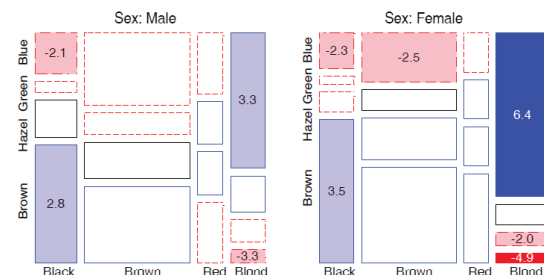 Sex: Male
Sex: Female
Brown Hazel Green Blue
-2.1
2.8
3.3
-3.3
Black Brown Red Blood
Brown Hazel Green Blue
-2.3
-2.5
3.5
6.4
-2.0
-4.9
Black Brown Red Blood